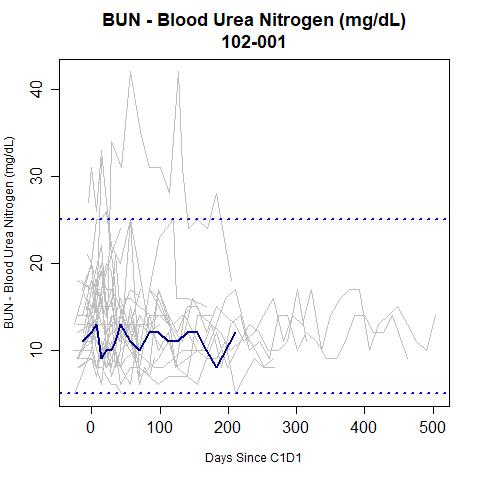 BUN - Blood Urea Nitrogen (mg/dL)
102-001
BUN - Blood Urea Nitrogen (mg/dL)
40
30
20
10
0 100 200 300 400 500
Days Since C1D1